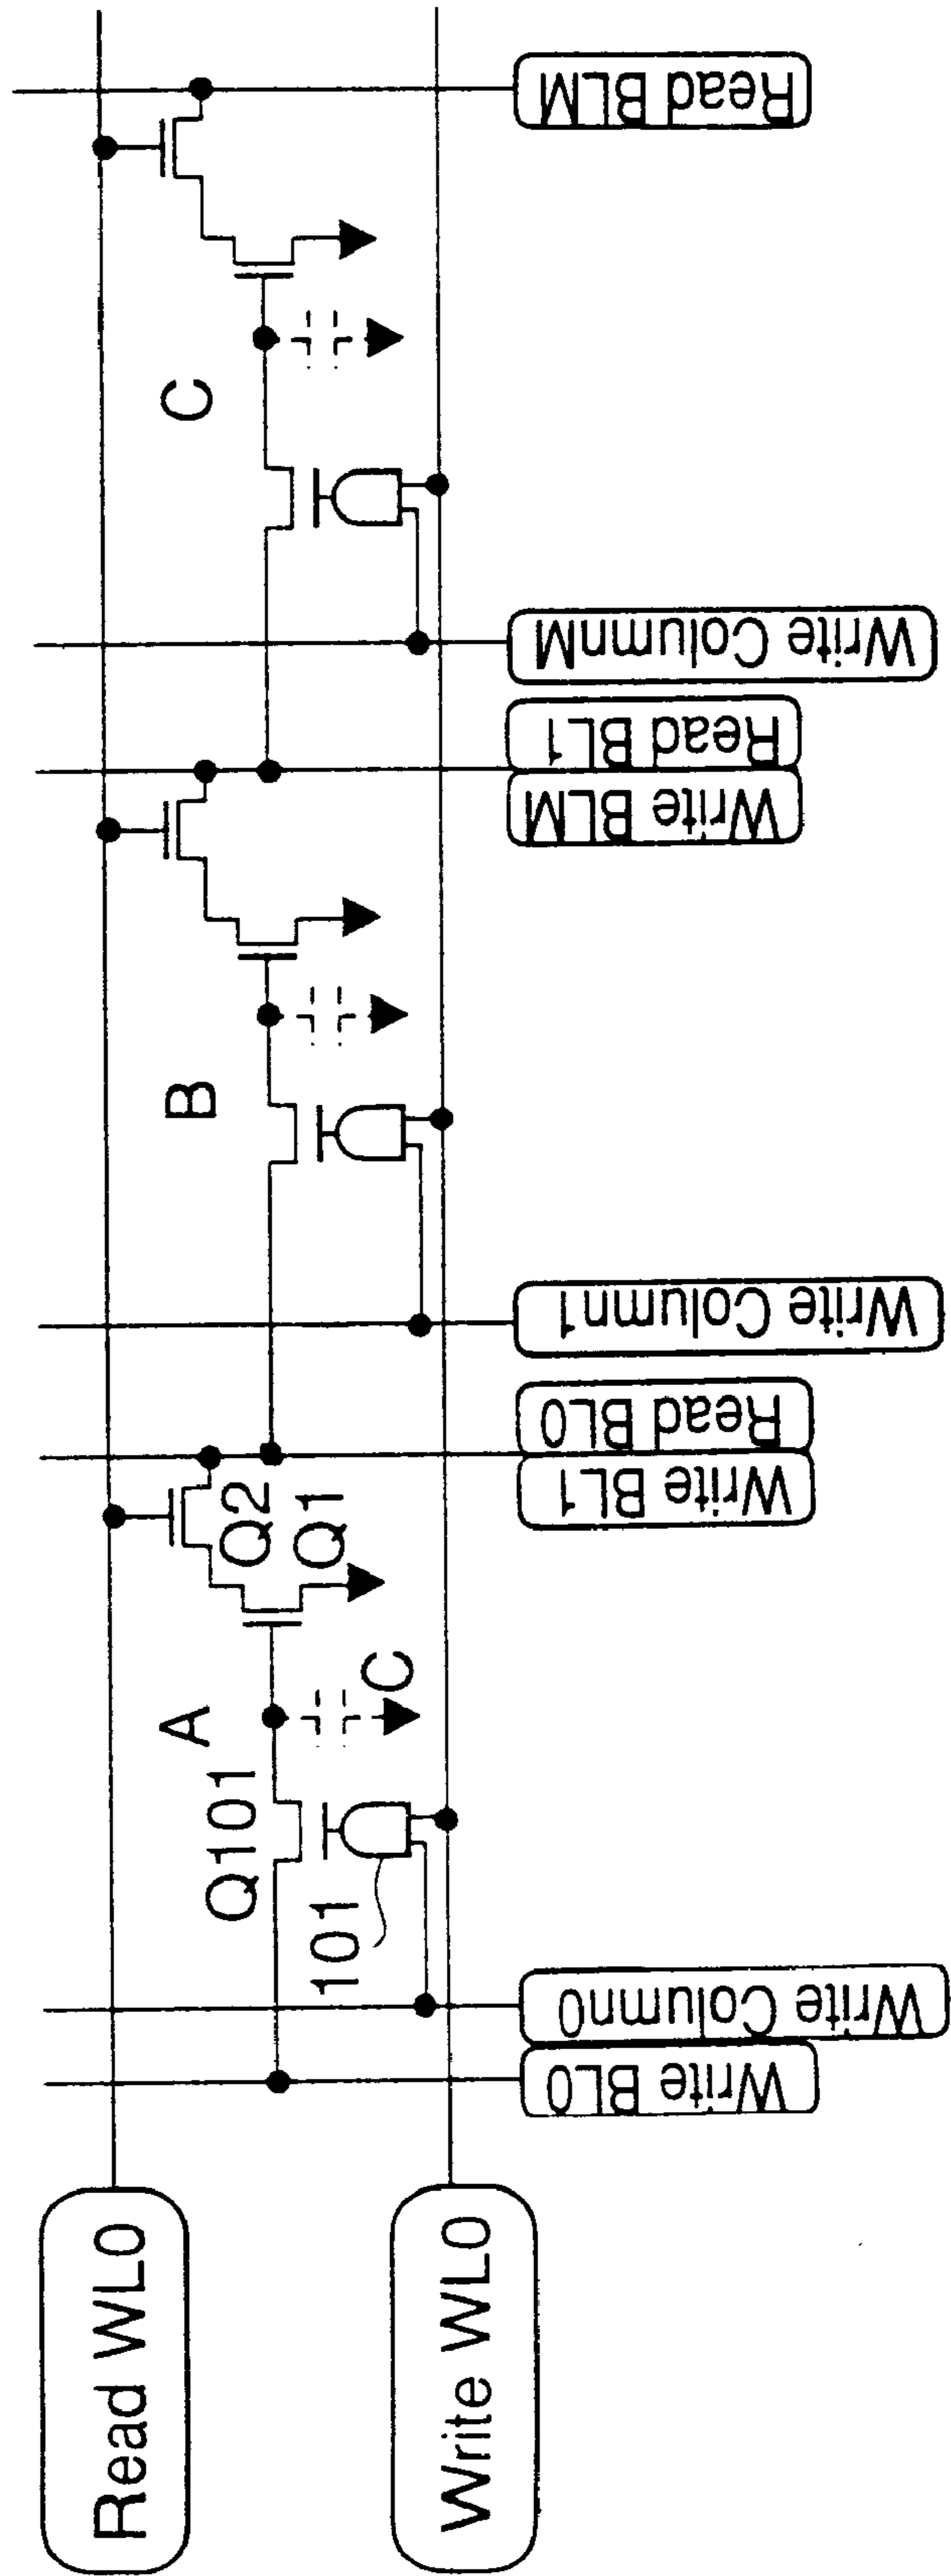 Read WL0
Write WL0
A
B
C
Q101
Q2
Q1
C
101
Write BL0
Write Column0
Write BL1
Read BL0
Write Column1
Write BLM
Read BL1
Write ColumnM
Read BLM